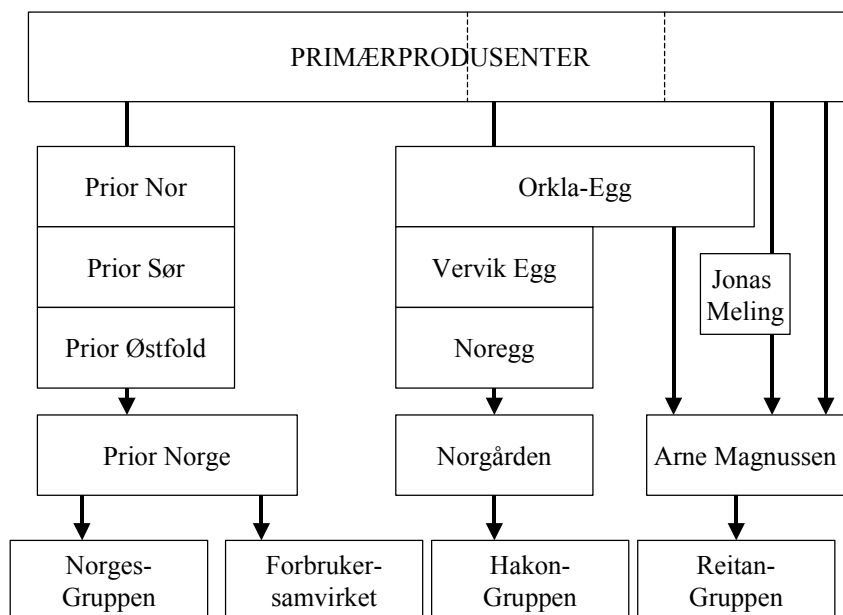 PRIMÆRPRODUSENTER
Prior Nor
Orkla-Egg
Prior Sør
Vervik Egg
Jonas
Meling
Prior Østfold
Noregg
Prior Norge
Norgården
Arne Magnussen
Norges-
Gruppen
Forbruker-
samvirket
Hakon-
Gruppen
Reitan-
Gruppen